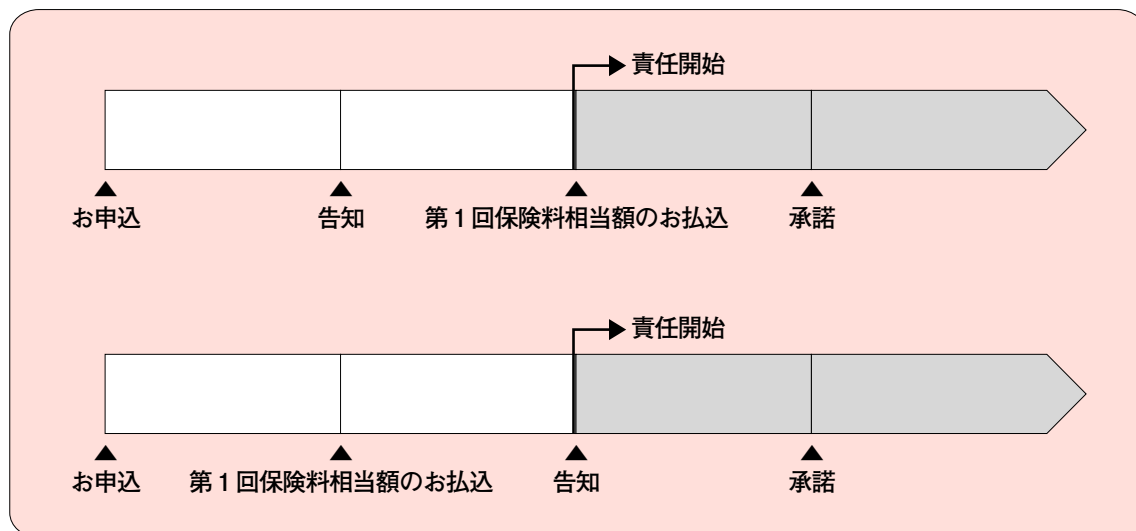 責任開始
お申込 告知 第1回保険料相当額のお払込 承諾
責任開始
お申込 第1回保険料相当額のお払込 告知 承諾